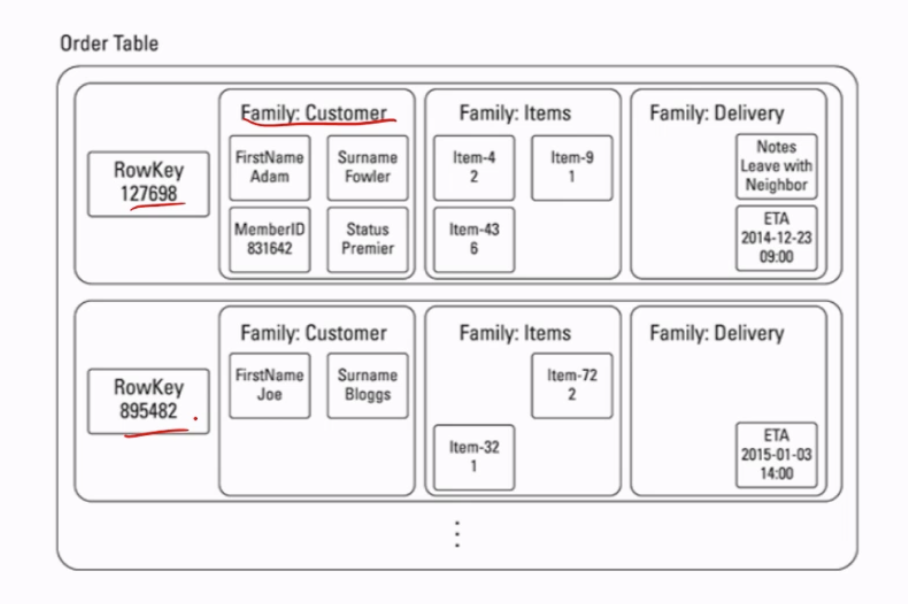 Order Table
RowKey
127698
Family: Customer
FirstName
Adam
Surname
Fowler
MemberID
831642
Status
Premier
Family: Items
Item-4
2
Item-9
1
Item-43
6
Family: Delivery
Notes
Leave with
Neighbor
ETA
2014-12-23
09:00
RowKey
895482
Family: Customer
FirstName
Joe
Surname
Bloggs
Family: Items
Item-72
2
Item-32
1
Family: Delivery
ETA
2015-01-03
14:00